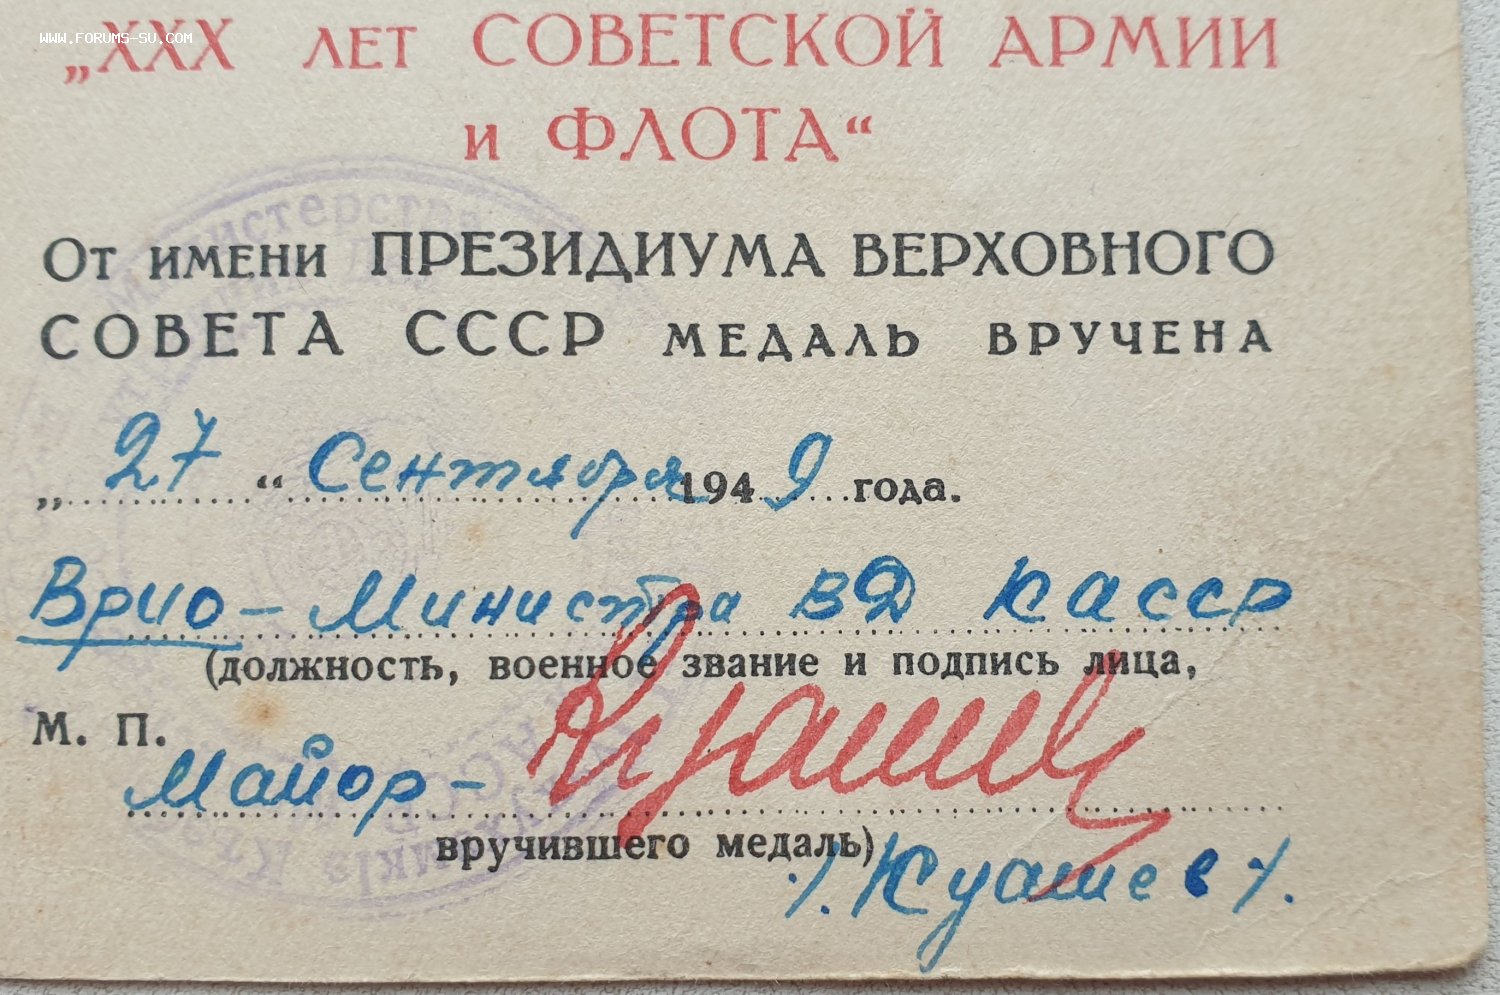 www.forums-su.com
„XXX ЛЕТ СОВЕТСКОЙ АРМИИ
и ФЛОТА“
От имени ПРЕЗИДИУМА ВЕРХОВНОГО
СОВЕТА СССР МЕДАЛЬ ВРУЧЕНА
„27“ Сентября 1949 года.
Врио - Министра ВД КАССР
(должность, военное звание и подпись лица,
М. П.
Майор -
вручившего медаль)
/. Куашев /.